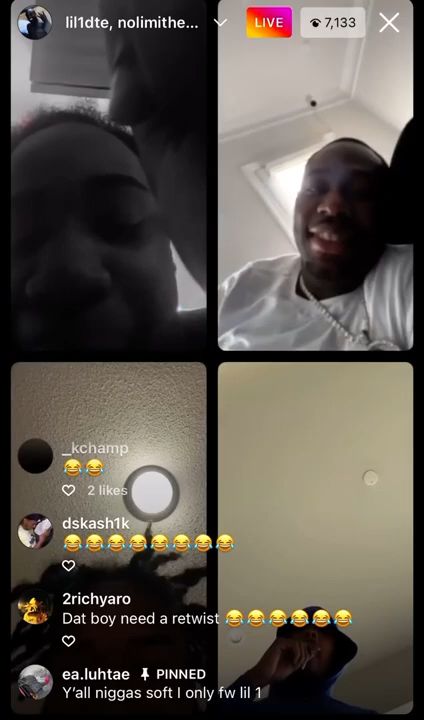 lil1dte, nolimithe...
LIVE
7,133
_kchamp
😂😂
2 likes
dskash1k
😂😂😂😂😂😂😂😂
2richyaro
Dat boy need a retwist 😂😂😂😂😂😂
ea.luhtae PINNED
Y'all niggas soft I only fw lil 1